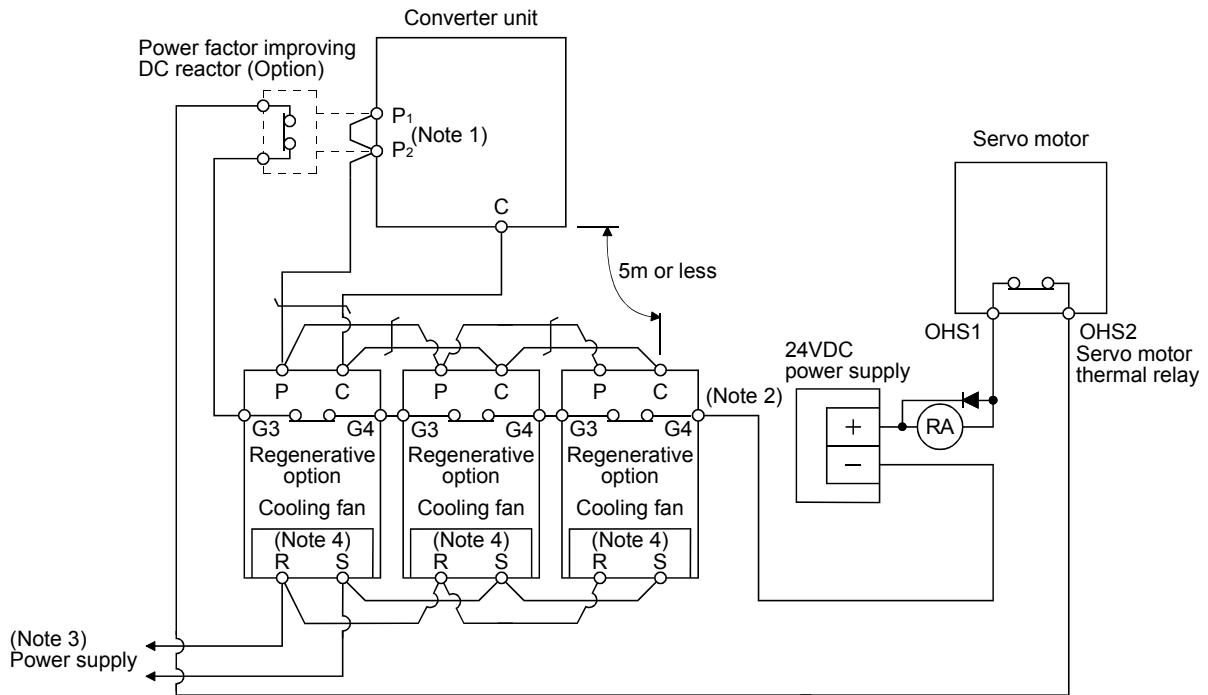 Converter unit
Power factor improving
DC reactor (Option)
P1
(Note 1)
P2
C
Servo motor
5m or less
OHS1
OHS2
Servo motor
thermal relay
24VDC
power supply
+
−
RA
P
C
P
C
P
C
(Note 2)
G3
G4
G3
G4
G3
G4
Regenerative
option
Regenerative
option
Regenerative
option
Cooling fan
Cooling fan
Cooling fan
(Note 4)
(Note 4)
(Note 4)
R
S
R
S
R
S
(Note 3)
Power supply